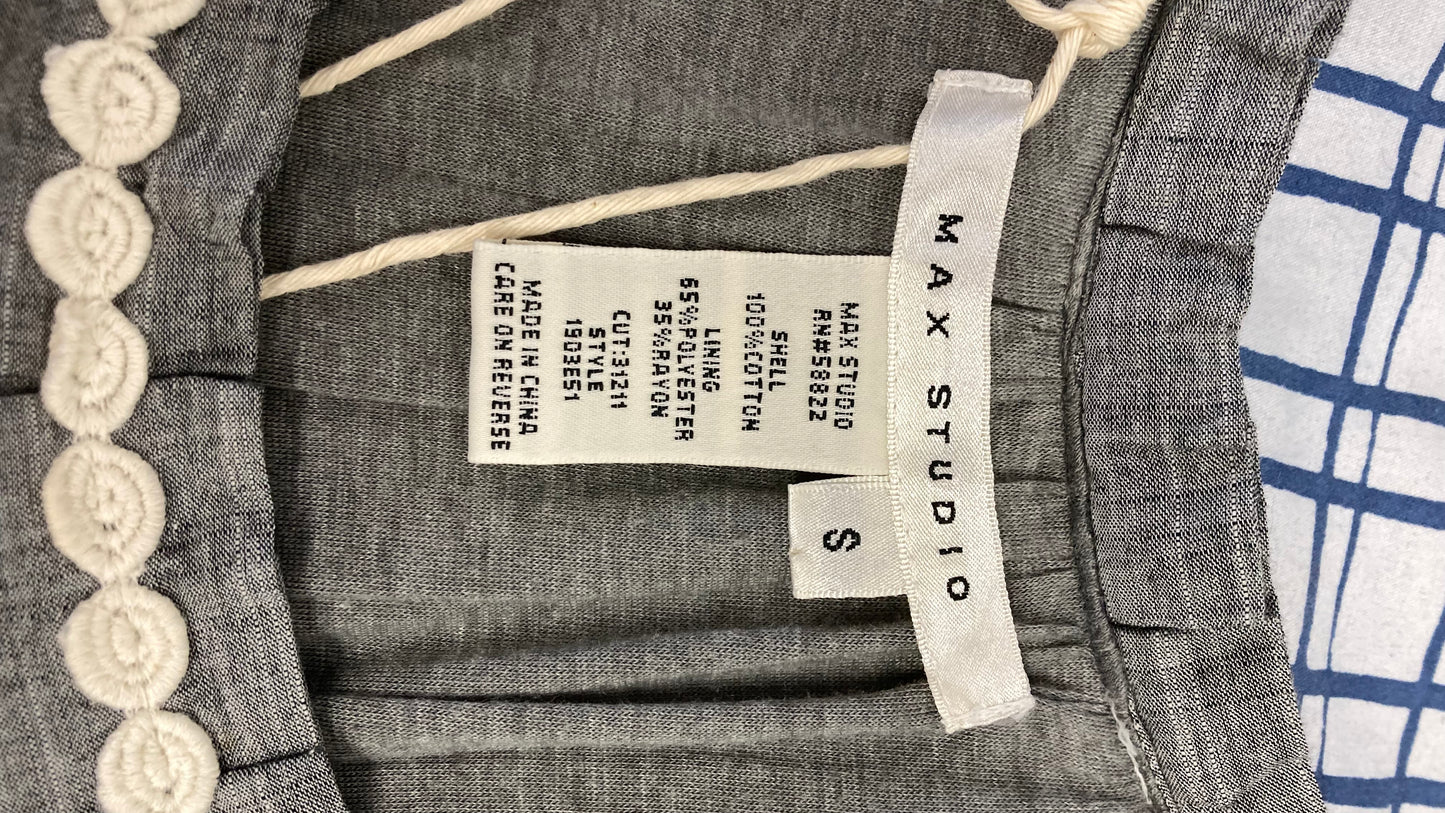 MAX STUDIO
MAX STUDIO
RN#58822
SHELL
100%COTTON
LINING
65%POLYESTER
35%RAYON
CUT:31211
STYLE
1903E51
MADE IN CHINA
CARE ON REVERSE
S